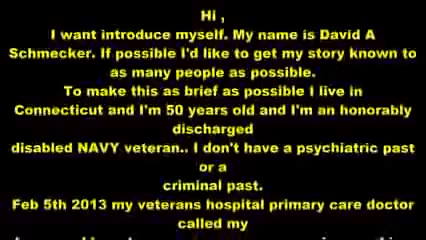 Hi ,
I want introduce myself. My name is David A
Schmecker. If possible I'd like to get my story known to
as many people as possible.
To make this as brief as possible I live in
Connecticut and I'm 50 years old and I'm an honorably
discharged
disabled NAVY veteran.. I don't have a psychiatric past
or a
criminal past.
Feb 5th 2013 my veterans hospital primary care doctor
called my